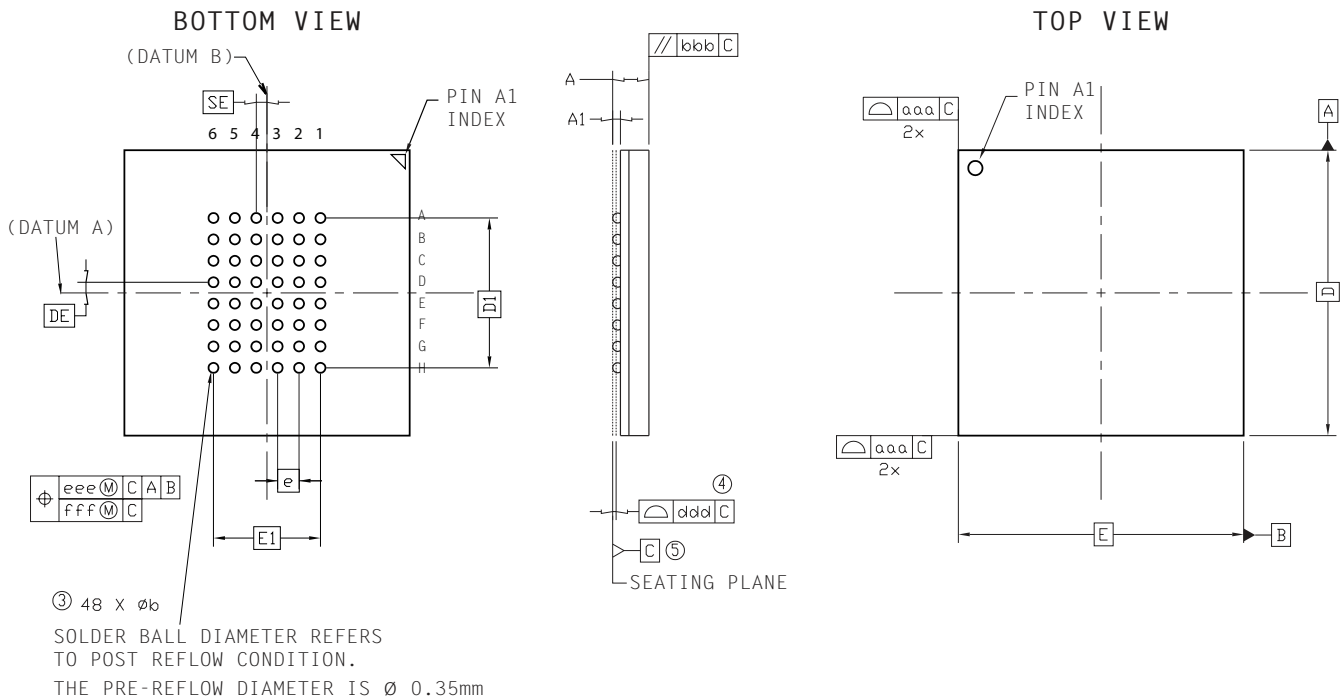 BOTTOM VIEW
(DATUM B)
SE
PIN A1
INDEX
6 5 4 3 2 1
(DATUM A)
DE
A
B
C
D
E
F
G
H
D1
e
E1
⌖ eee Ⓜ C A B
fff Ⓜ C
③ 48 X Øb
SOLDER BALL DIAMETER REFERS
TO POST REFLOW CONDITION.
THE PRE-REFLOW DIAMETER IS Ø 0.35mm
// bbb C
A
A1
④
⌓ ddd C
C ⑤
SEATING PLANE
TOP VIEW
⌓ aaa C
2x
PIN A1
INDEX
A
D
⌓ aaa C
2x
E
B